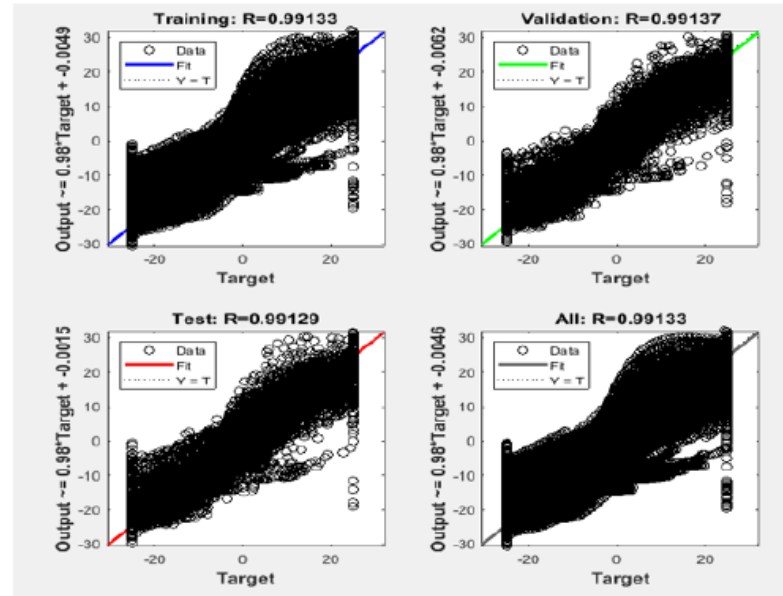 Training: R=0.99133
Output ~= 0.98*Target + -0.0049
30
20
10
0
-10
-20
-30
Data
Fit
Y = T
-20
0
20
Target
Validation: R=0.99137
Output ~= 0.98*Target + -0.0062
30
20
10
0
-10
-20
-30
Data
Fit
Y = T
-20
0
20
Target
Test: R=0.99129
Output ~= 0.98*Target + -0.0015
30
20
10
0
-10
-20
-30
Data
Fit
Y = T
-20
0
20
Target
All: R=0.99133
Output ~= 0.98*Target + -0.0046
30
20
10
0
-10
-20
-30
Data
Fit
Y = T
-20
0
20
Target